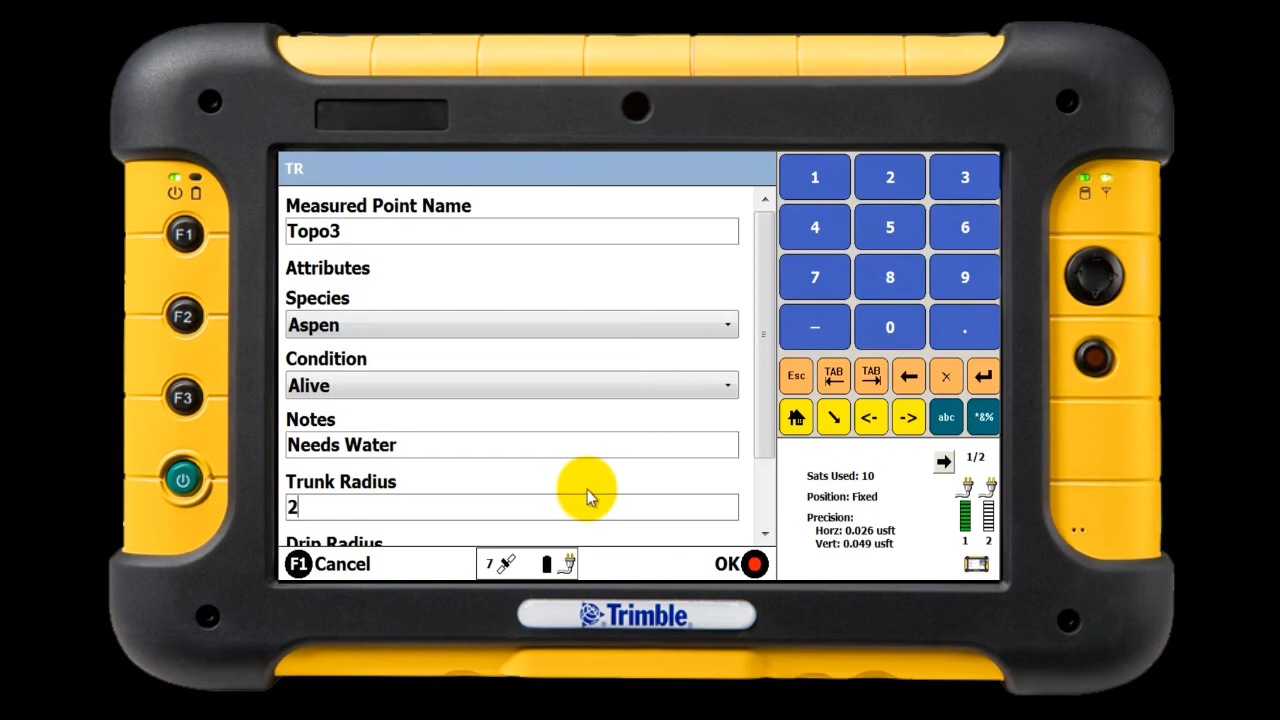 TR
Measured Point Name
Topo3
Attributes
Species
Aspen
Condition
Alive
Notes
Needs Water
Trunk Radius
2
Drip Radius
F1 Cancel
7
OK
1 2 3
4 5 6
7 8 9
– 0 .
Esc TAB TAB
<- -> abc *&%
1/2
Sats Used: 10
Position: Fixed
Precision:
Horz: 0.026 usft
Vert: 0.049 usft
1 2
F1
F2
F3
Trimble